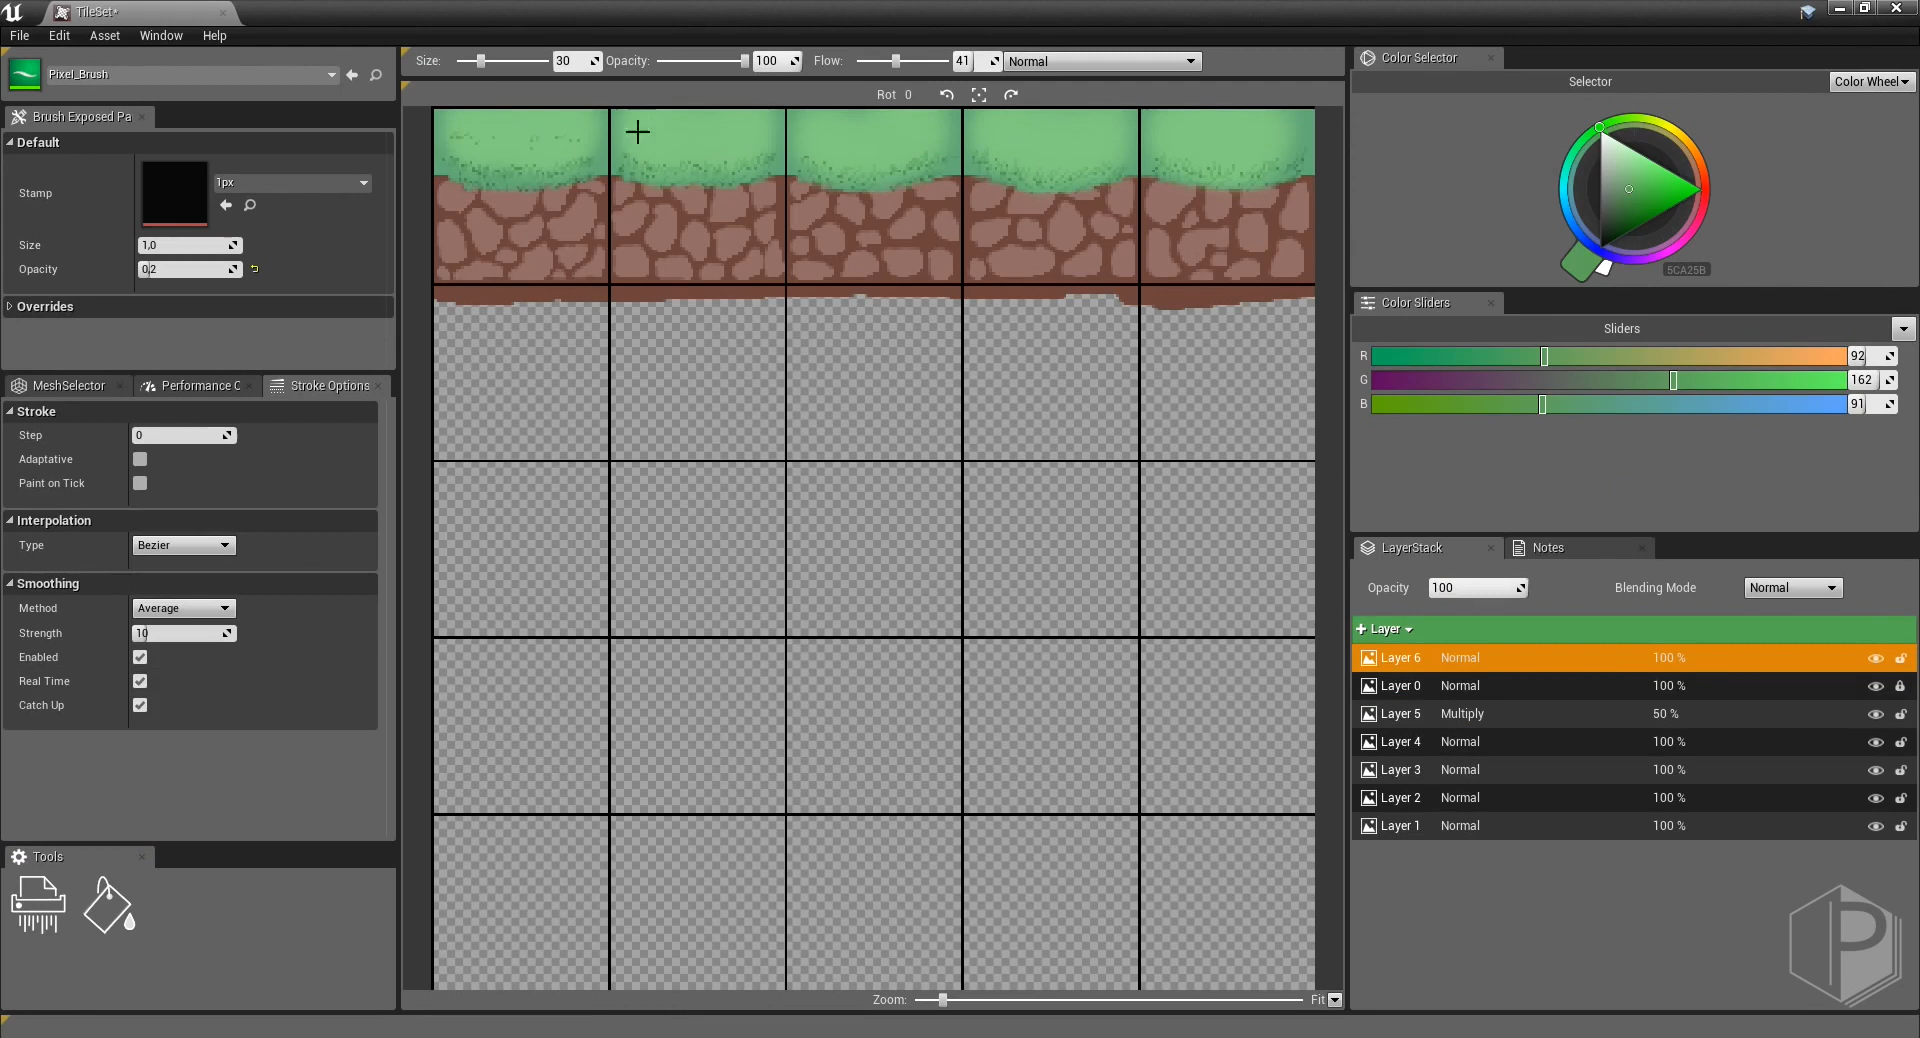 TileSet*
File Edit Asset Window Help
Pixel_Brush
Size: 30 Opacity: 100 Flow: 41 Normal
Rot 0
Brush Exposed Pa
Default
Stamp 1px
Size 1,0
Opacity 0,2
Overrides
MeshSelector Performance C Stroke Options
Stroke
Step 0
Adaptative
Paint on Tick
Interpolation
Type Bezier
Smoothing
Method Average
Strength 10
Enabled
Real Time
Catch Up
Tools
Zoom: Fit
Color Selector
Selector Color Wheel
5CA25B
Color Sliders
Sliders
R 92
G 162
B 91
LayerStack Notes
Opacity 100 Blending Mode Normal
+ Layer
Layer 6 Normal 100 %
Layer 0 Normal 100 %
Layer 5 Multiply 50 %
Layer 4 Normal 100 %
Layer 3 Normal 100 %
Layer 2 Normal 100 %
Layer 1 Normal 100 %